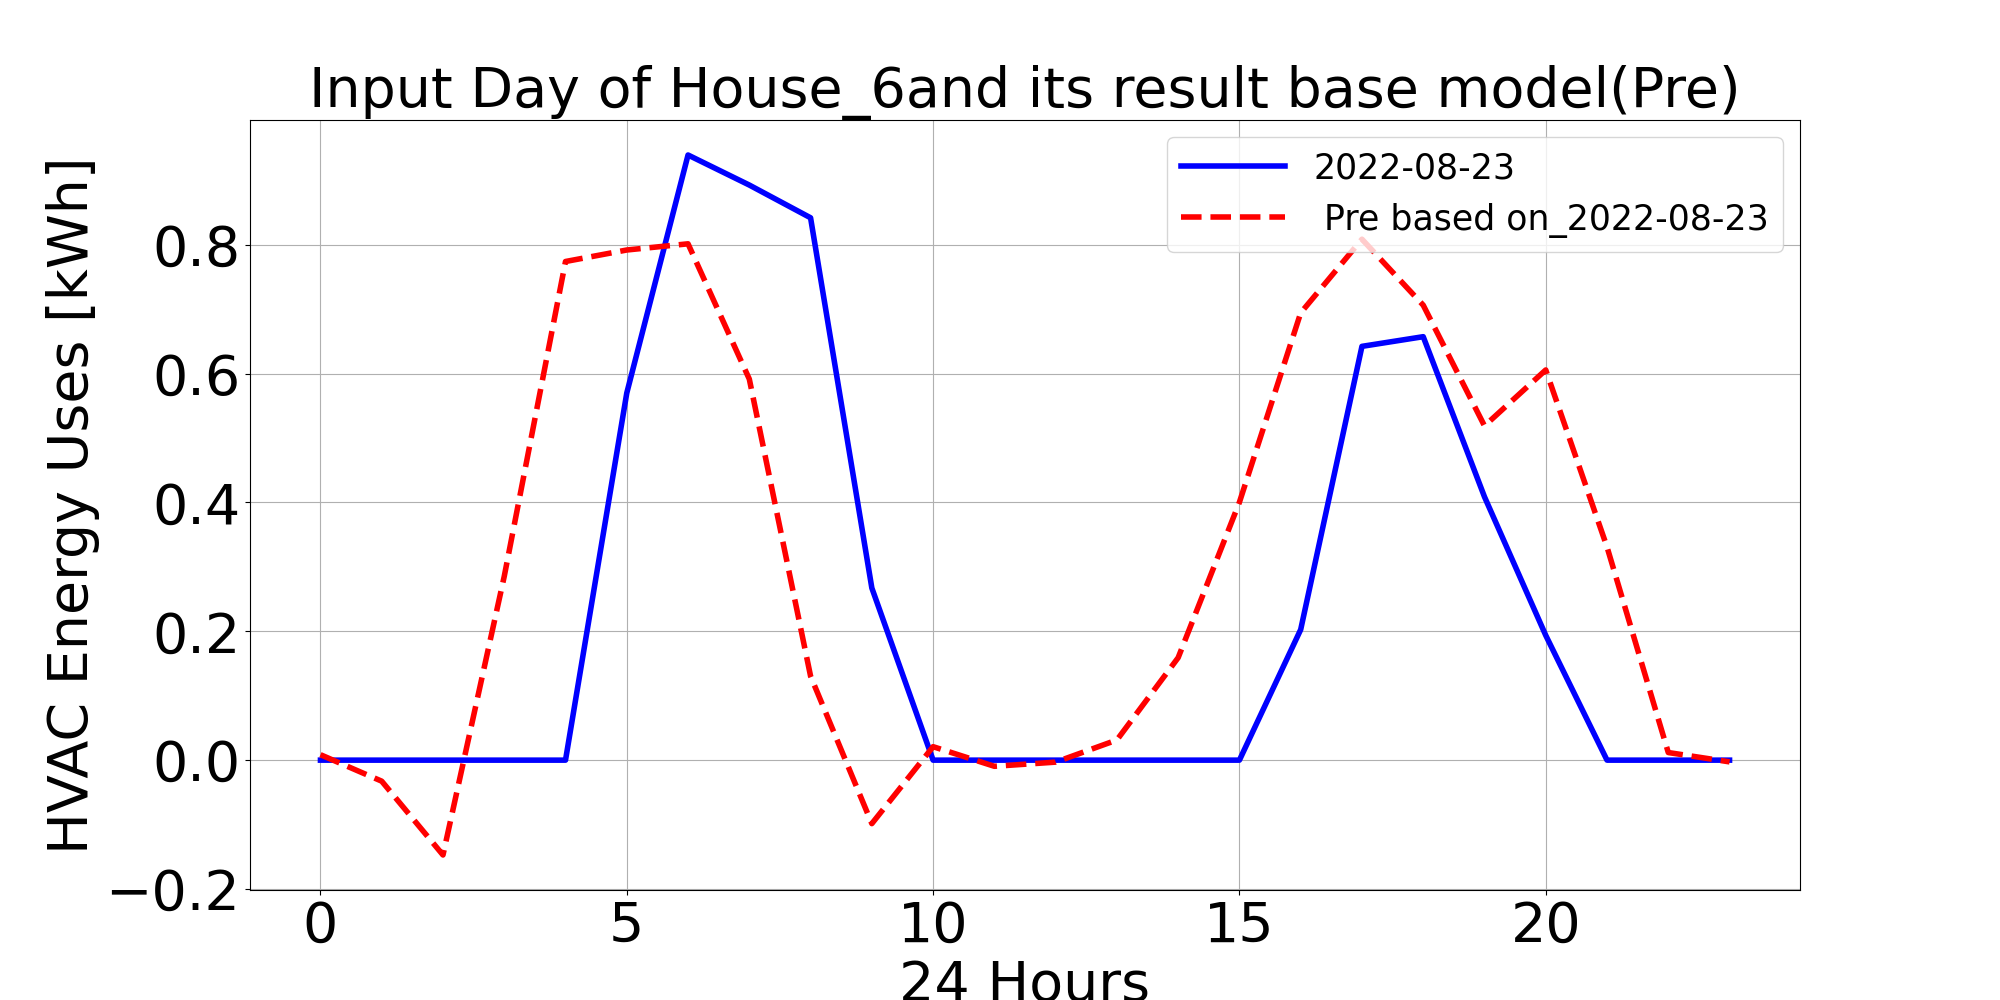 Input Day of House_6and its result base model(Pre)
2022-08-23
Pre based on_2022-08-23
HVAC Energy Uses [kWh]
0.8
0.6
0.4
0.2
0.0
−0.2
0 5 10 15 20
24 Hours